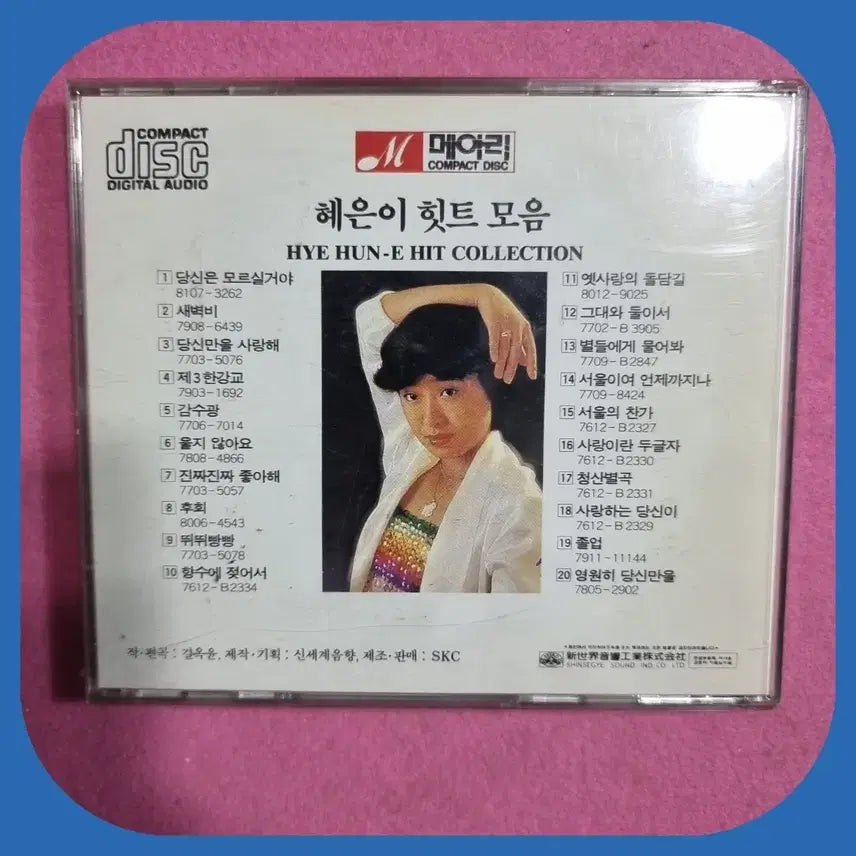 COMPACT
disc
DIGITAL AUDIO
M 메아리
COMPACT DISC
혜은이 힛트 모음
HYE HUN-E HIT COLLECTION
1 당신은 모르실거야
8107-3262
2 새벽비
7908-6439
3 당신만을 사랑해
7703-5076
4 제3한강교
7903-1692
5 감수광
7706-7014
6 울지 않아요
7808-4866
7 진짜진짜 좋아해
7703-5057
8 후회
8006-4543
9 뛰뛰빵빵
7703-5078
10 향수에 젖어서
7612-B2334
11 옛사랑의 돌담길
8012-9025
12 그대와 둘이서
7702-B3905
13 별들에게 물어봐
7709-B2847
14 서울이여 언제까지나
7709-8424
15 서울의 찬가
7612-B2327
16 사랑이란 두글자
7612-B2330
17 청산별곡
7612-B2331
18 사랑하는 당신이
7612-B2329
19 졸업
7911-11144
20 영원히 당신만을
7805-2902
작·편곡 : 길옥윤, 제작·기획 : 신세계음향, 제조·판매 : SKC
新世界音響工業株式会社
SHINSEGYE SOUND IND CO LTD